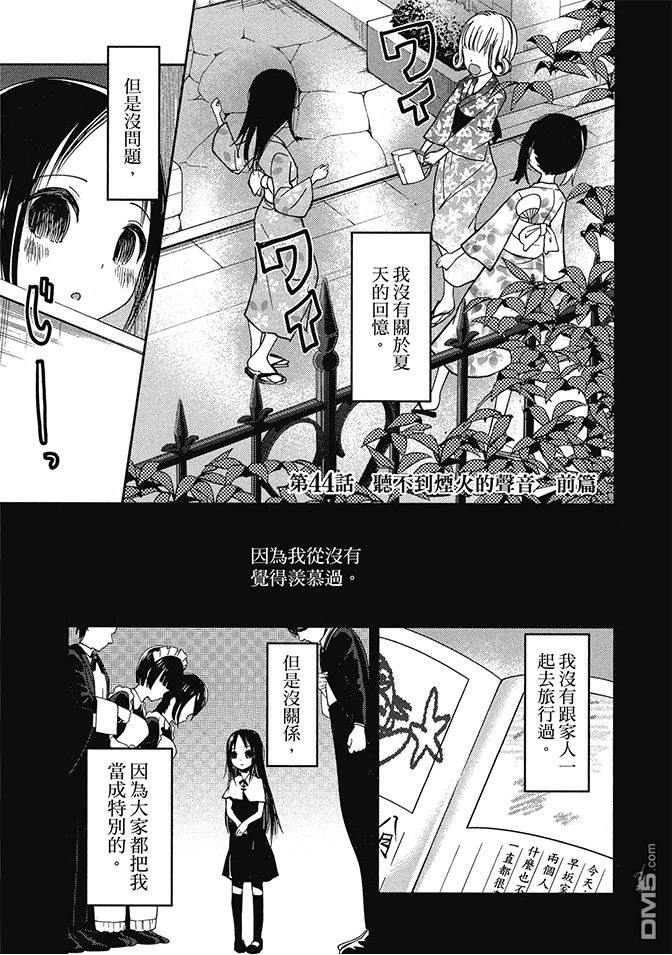 ワイ
ワイ
我沒有關於夏
天的回憶。
但是沒問題，
じーっ
第44話　聽不到煙火的聲音　前篇
因為我從沒有
覺得羨慕過。
我沒有跟家人一
起去旅行過。
今天
早坂家
兩個人
什麼也不
一直都很
但是沒關係，
因為大家都把我
當成特別的。
DM5.com